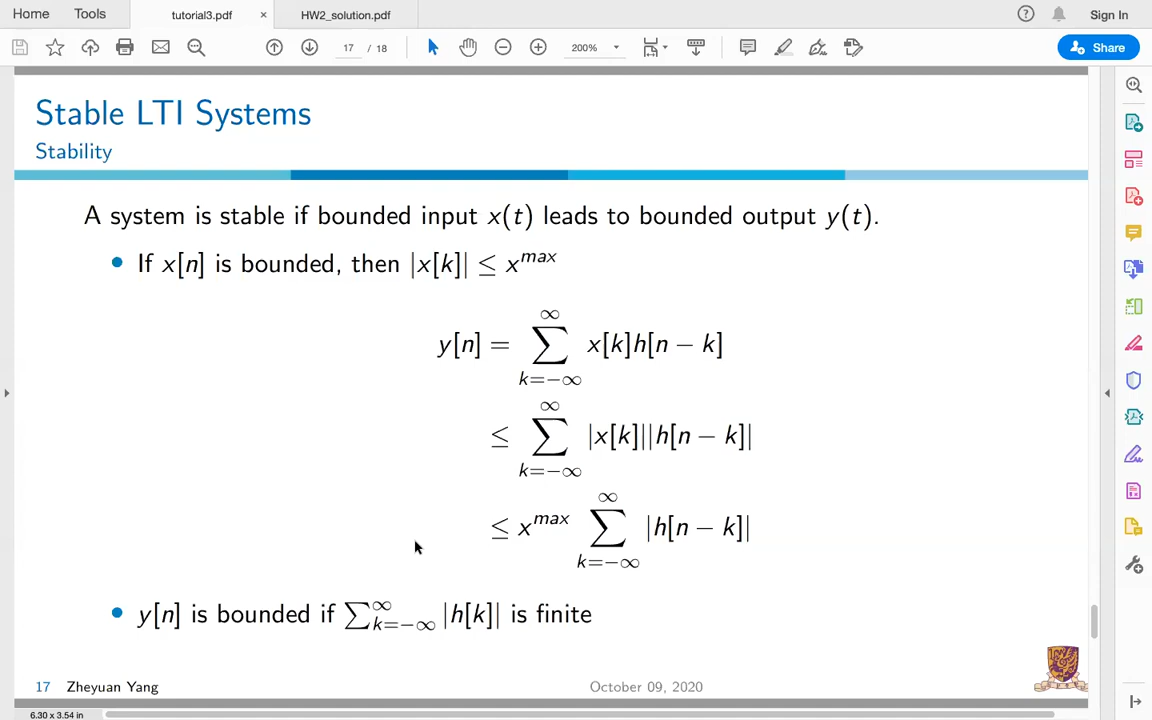 Home Tools tutorial3.pdf × HW2_solution.pdf Sign In
17 / 18 200% Share
Stable LTI Systems
Stability
A system is stable if bounded input x(t) leads to bounded output y(t).
• If x[n] is bounded, then |x[k]| ≤ x^max
y[n] = ∑_{k=−∞}^{∞} x[k]h[n − k]
≤ ∑_{k=−∞}^{∞} |x[k]||h[n − k]|
≤ x^max ∑_{k=−∞}^{∞} |h[n − k]|
• y[n] is bounded if ∑_{k=−∞}^{∞} |h[k]| is finite
17 Zheyuan Yang October 09, 2020
6.30 x 3.54 in